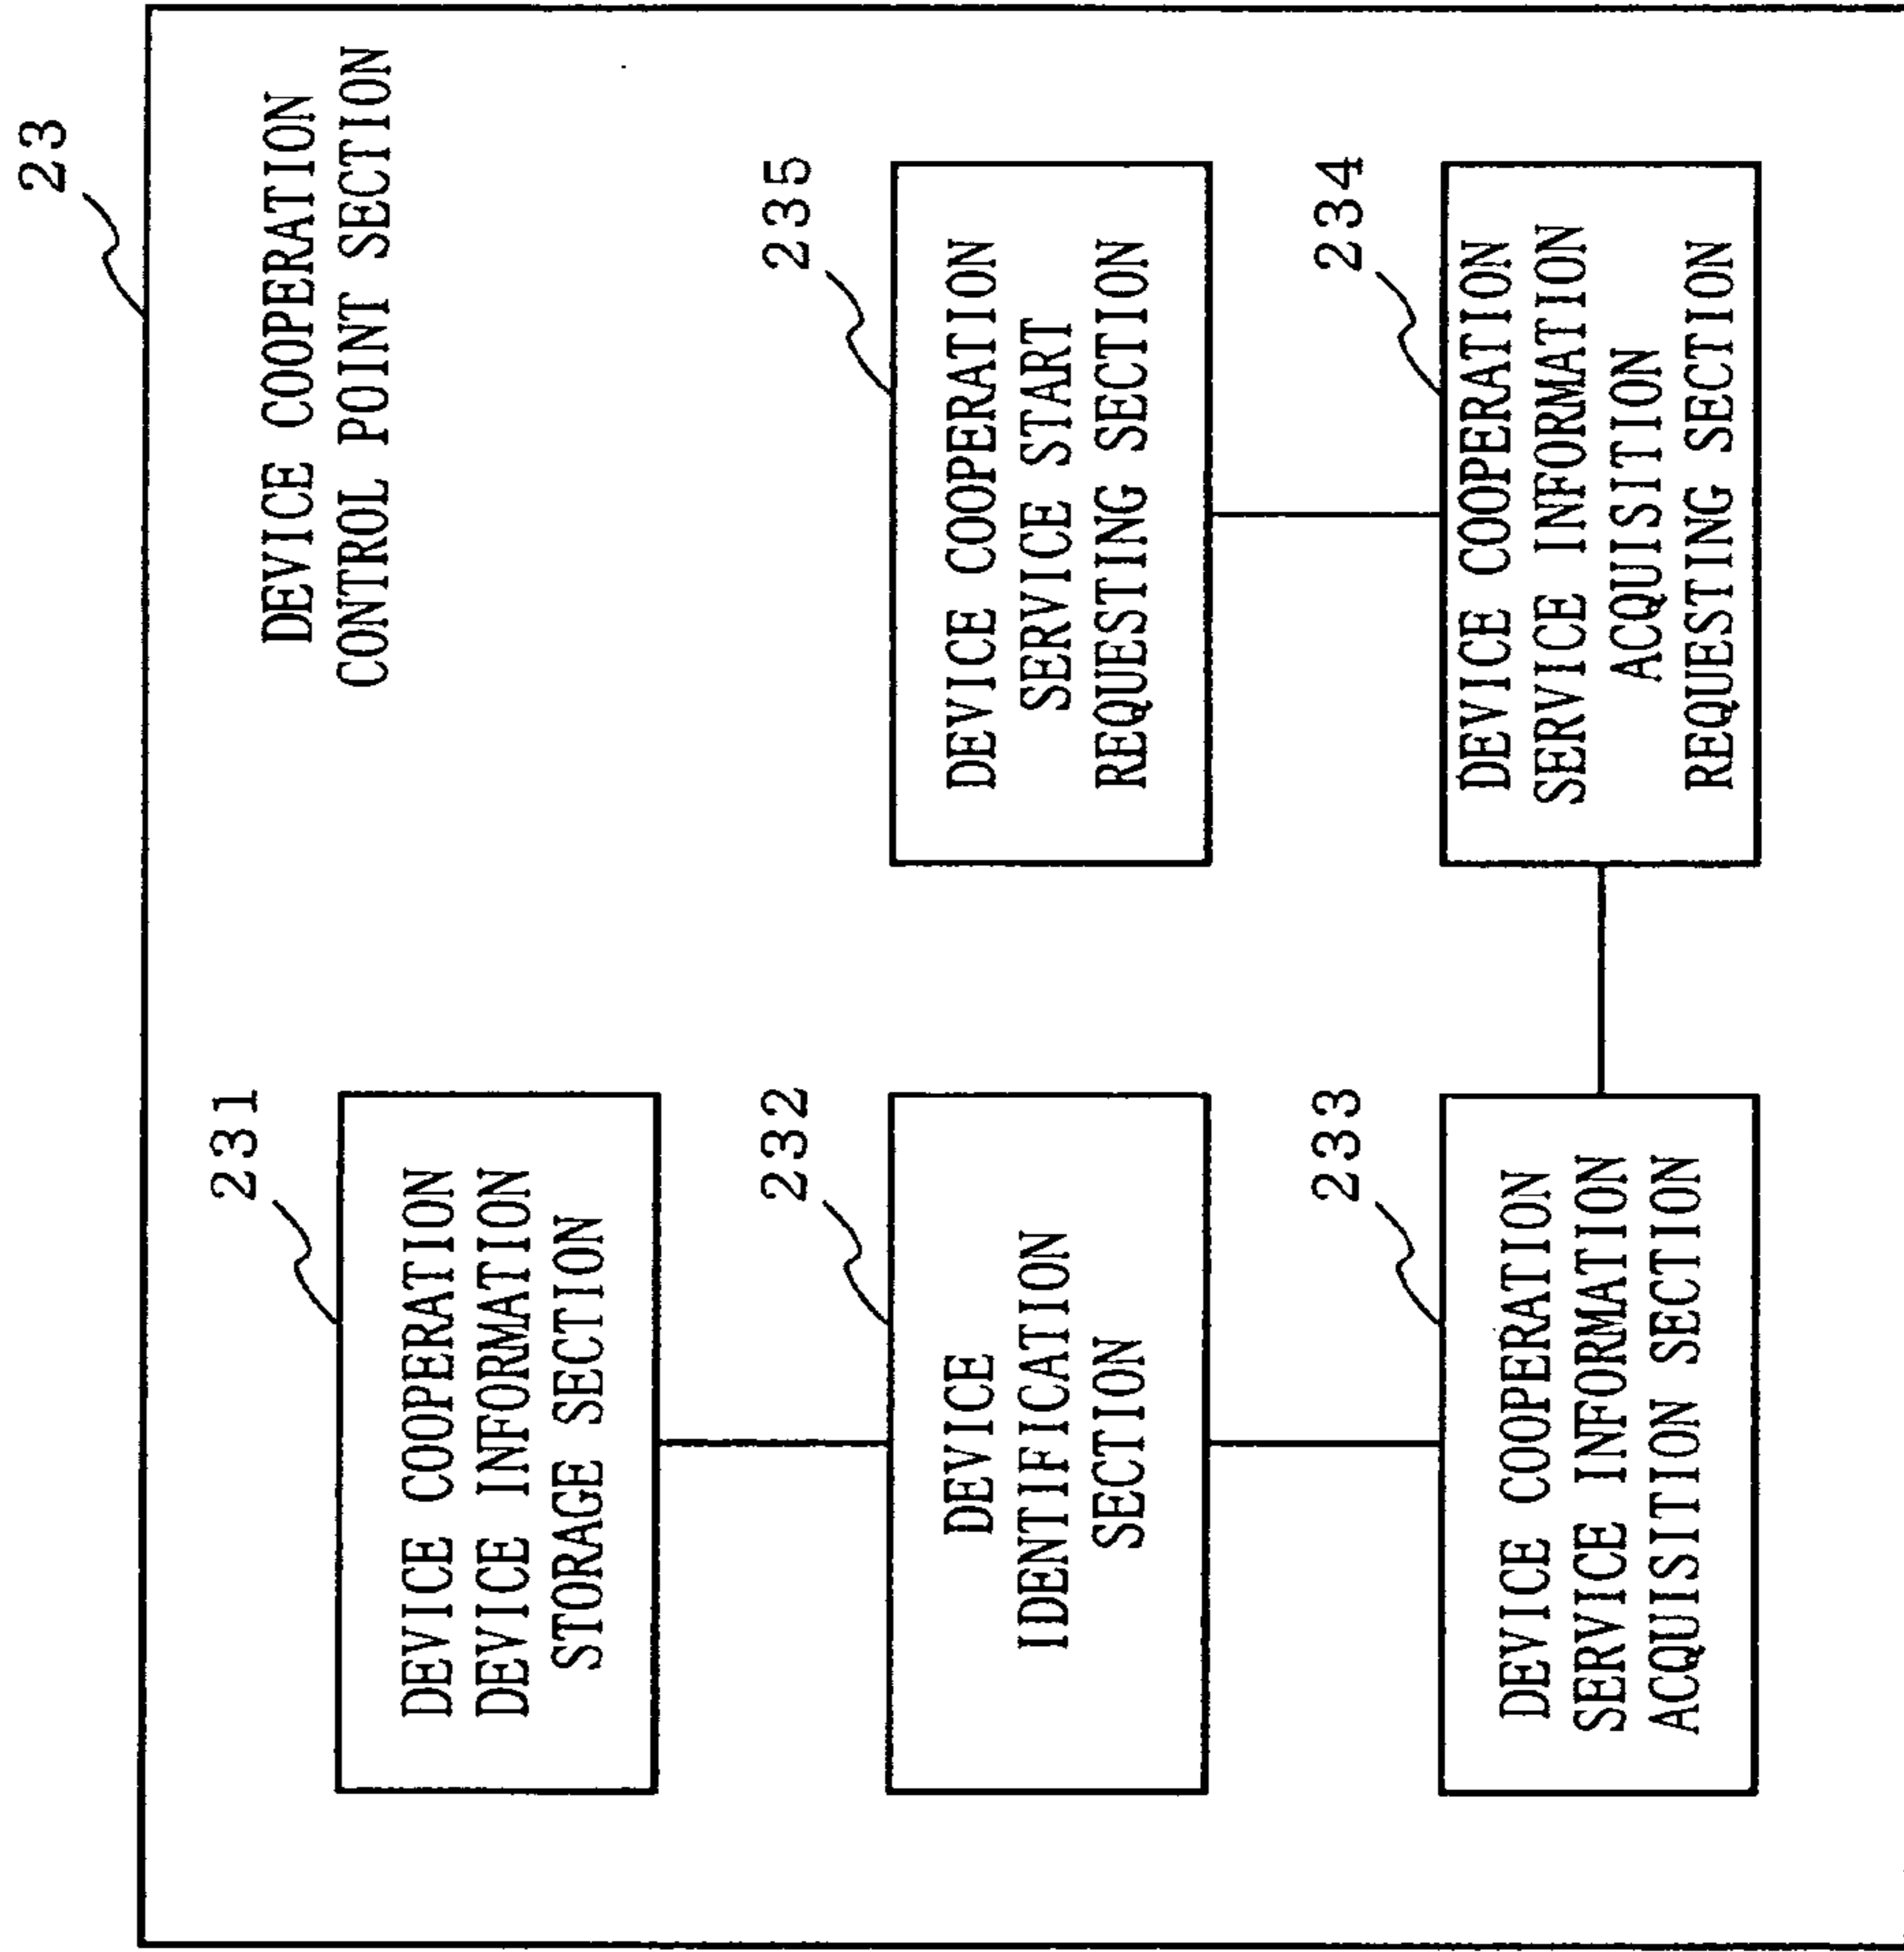 23
DEVICE COOPERATION
CONTROL POINT SECTION
231
DEVICE COOPERATION
DEVICE INFORMATION
STORAGE SECTION
232
DEVICE
IDENTIFICATION
SECTION
233
DEVICE COOPERATION
SERVICE INFORMATION
ACQUISITION SECTION
235
DEVICE COOPERATION
SERVICE START
REQUESTING SECTION
234
DEVICE COOPERATION
SERVICE INFORMATION
ACQUISITION
REQUESTING SECTION